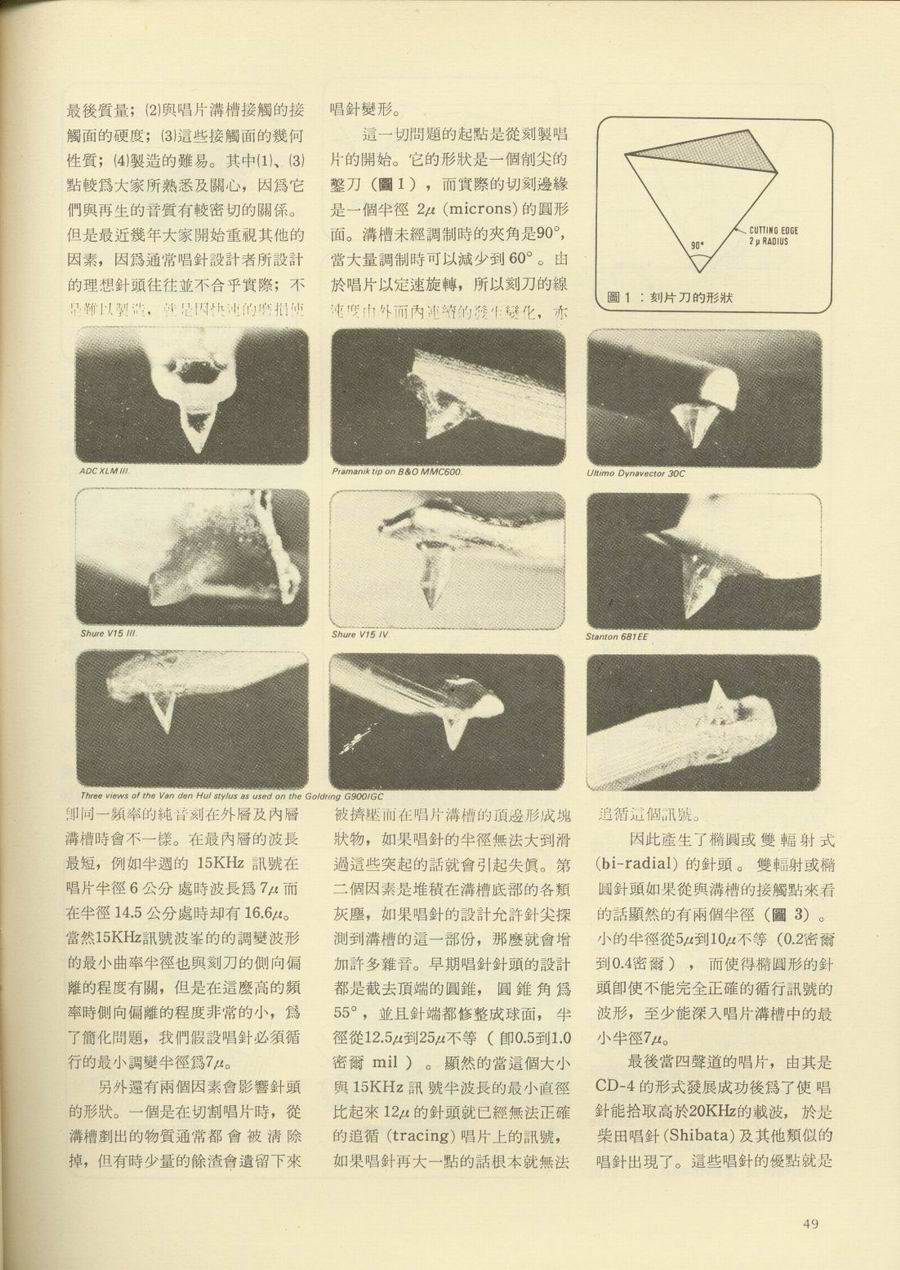 最後質量；(2)與唱片溝槽接觸的接
觸面的硬度；(3)這些接觸面的幾何
性質；(4)製造的難易。其中(1)、(3)
點較爲大家所熟悉及關心，因爲它
們與再生的音質有較密切的關係。
但是最近幾年大家開始重視其他的
因素，因爲通常唱針設計者所設計
的理想針頭往往並不合乎實際；不
是難以製造，就是因快速的磨損使
唱針變形。
這一切問題的起點是從刻製唱
片的開始。它的形狀是一個削尖的
鑿刀（圖1），而實際的切刻邊緣
是一個半徑 2μ (microns) 的圓形
面。溝槽未經調制時的夾角是90°，
當大量調制時可以減少到 60°。由
於唱片以定速旋轉，所以刻刀的線
速度由外而內連續的發生變化，亦
90°
CUTTING EDGE
2 μ RADIUS
圖 1 ：刻片刀的形狀
ADC XLM III.
Pramanik tip on B&O MMC600.
Ultimo Dynavector 30C
Shure V15 III.
Shure V15 IV.
Stanton 681EE
Three views of the Van den Hul stylus as used on the Goldring G900IGC
卽同一頻率的純音刻在外層及內層
溝槽時會不一樣。在最內層的波長
最短，例如半週的 15KHz 訊號在
唱片半徑 6 公分 處時波長爲 7μ 而
在半徑 14.5 公分處時却有 16.6μ。
當然15KHz訊號波峯的的調變波形
的最小曲率半徑也與刻刀的側向偏
離的程度有關，但是在這麼高的頻
率時側向偏離的程度非常的小，爲
了簡化問題，我們假設唱針必須循
行的最小調變半徑爲7μ。
另外還有兩個因素會影響針頭
的形狀。一個是在切割唱片時，從
溝槽割出的物質通常都 會 被 清 除
掉，但有時少量的餘渣會遺留下來
被擠壓而在唱片溝槽的頂邊形成塊
狀物，如果唱針的半徑無法大到滑
過這些突起的話就會引起失眞。第
二個因素是堆積在溝槽底部的各類
灰塵，如果唱針的設計允許針尖探
測到溝槽的這一部份，那麼就會增
加許多雜音。早期唱針針頭的設計
都是截去頂端的圓錐， 圓 錐 角 爲
55°，並且針端都修整成球面， 半
徑從12.5μ到25μ不等（ 卽0.5到1.0
密爾 mil ）。 顯然的當這個大小
與 15KHz 訊 號半波長的最小直徑
比起來 12μ 的針頭就已經無法正確
的追循 (tracing) 唱片上的訊號，
如果唱針再大一點的話根本就無法
追循這個訊號。
因此產生了橢圓或 雙 輻 射 式
(bi-radial) 的針頭 。 雙輻射或橢
圓針頭如果從與溝槽的接觸點來看
的話顯然的有兩個半徑（圖 3）。
小的半徑從5μ到10μ不等（0.2密爾
到0.4密爾）， 而使得橢圓形的針
頭卽使不能完全正確的循行訊號的
波形，至少能深入唱片溝槽中的最
小半徑7μ。
最後當四聲道的唱片，由其是
CD-4 的形式發展成功後爲了使 唱
針能拾取高於20KHz的載波， 於是
柴田唱針 (Shibata) 及其他類似的
唱針出現了。這些唱針的優點就是
49